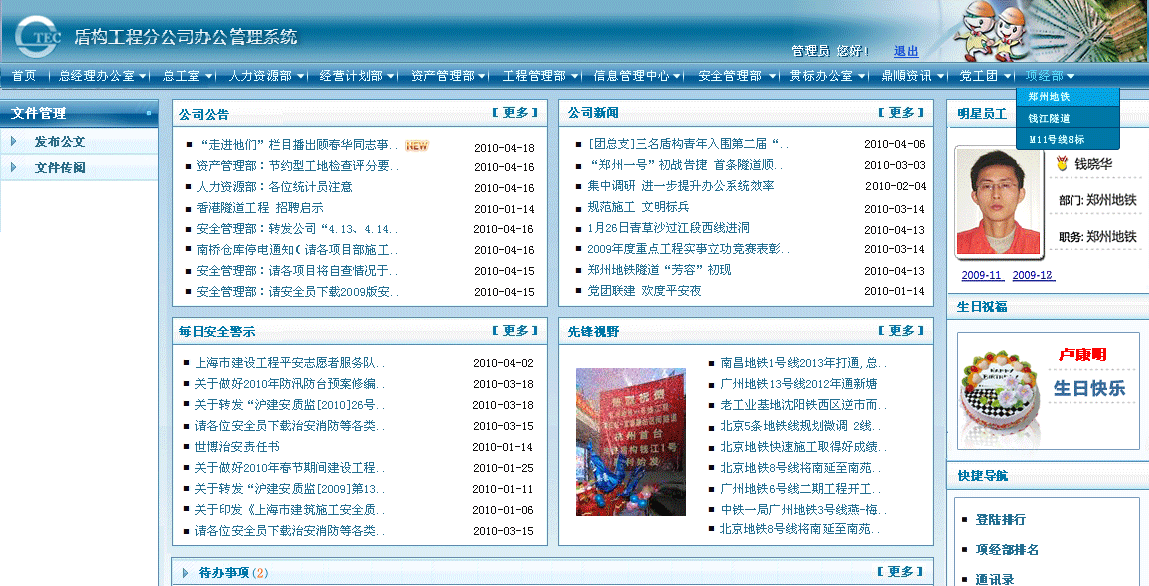 CTEC 盾构工程分公司办公管理系统
管理员 您好! 退出
首页 总经理办公室 总工室 人力资源部 经营计划部 资产管理部 工程管理部 信息管理中心 安全管理部 贯标办公室 鼎顺资讯 党工团 项经部
郑州地铁
钱江隧道
M11号线8标
文件管理
发布公文
文件传阅
公司公告 【 更多 】
“走进他们”栏目播出顾春华同志事.. NEW 2010-04-18
资产管理部：节约型工地检查评分要.. 2010-04-16
人力资源部：各位统计员注意 2010-04-16
香港隧道工程 招聘启示 2010-01-14
安全管理部：转发公司“4.13、4.14.. 2010-04-16
南桥仓库停电通知(请各项目部施工.. 2010-04-16
安全管理部：请各项目将自查情况于.. 2010-04-15
安全管理部：请安全员下载2009版安.. 2010-04-15
公司新闻 【 更多 】
[团总支]三名盾构青年入围第二届“.. 2010-04-06
“郑州一号”初战告捷 首条隧道顺.. 2010-03-03
集中调研 进一步提升办公系统效率 2010-02-04
规范施工 文明标兵 2010-03-14
1月26日青草沙过江段西线进洞 2010-04-13
2009年度重点工程实事立功竞赛表彰.. 2010-03-14
郑州地铁隧道“芳容”初现 2010-04-13
党团联建 欢度平安夜 2010-01-14
每日安全警示 【 更多 】
上海市建设工程平安志愿者服务队.. 2010-04-02
关于做好2010年防汛防台预案修编.. 2010-03-18
关于转发“沪建安质监[2010]26号.. 2010-03-18
请各位安全员下载治安消防等各类.. 2010-03-15
世博治安责任书 2010-01-14
关于做好2010年春节期间建设工程.. 2010-01-25
关于转发“沪建安质监[2009]第13.. 2010-01-11
关于印发《上海市建筑施工安全质.. 2010-01-06
请各位安全员下载治安消防等各类.. 2010-03-15
先锋视野 【 更多 】
南昌地铁1号线2013年打通,总..
广州地铁13号线2012年通新塘
老工业基地沈阳铁西区逆市而..
北京5条地铁线规划微调 2线..
北京地铁快速施工取得好成绩..
北京地铁8号线将南延至南苑..
广州地铁6号线二期工程开工..
中铁一局广州地铁3号线燕-梅..
北京地铁8号线将南延至南苑..
待办事项 (2) 【 更多 】
明星员工
钱晓华
部门: 郑州地铁
职务: 郑州地铁
2009-11 2009-12
生日祝福
卢康明
生日快乐
快捷导航
登陆排行
项经部排名
通讯录